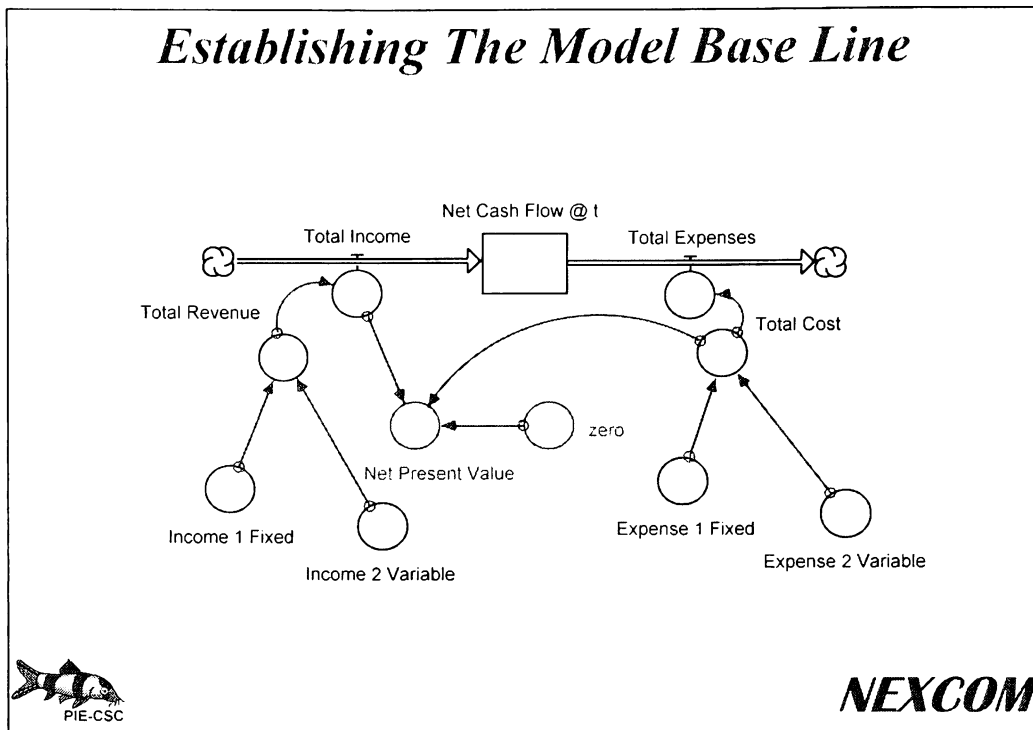 Establishing The Model Base Line
Net Cash Flow @ t
Total Income
Total Expenses
Total Revenue
Total Cost
zero
Net Present Value
Income 1 Fixed
Expense 1 Fixed
Income 2 Variable
Expense 2 Variable
PIE-CSC
NEXCOM